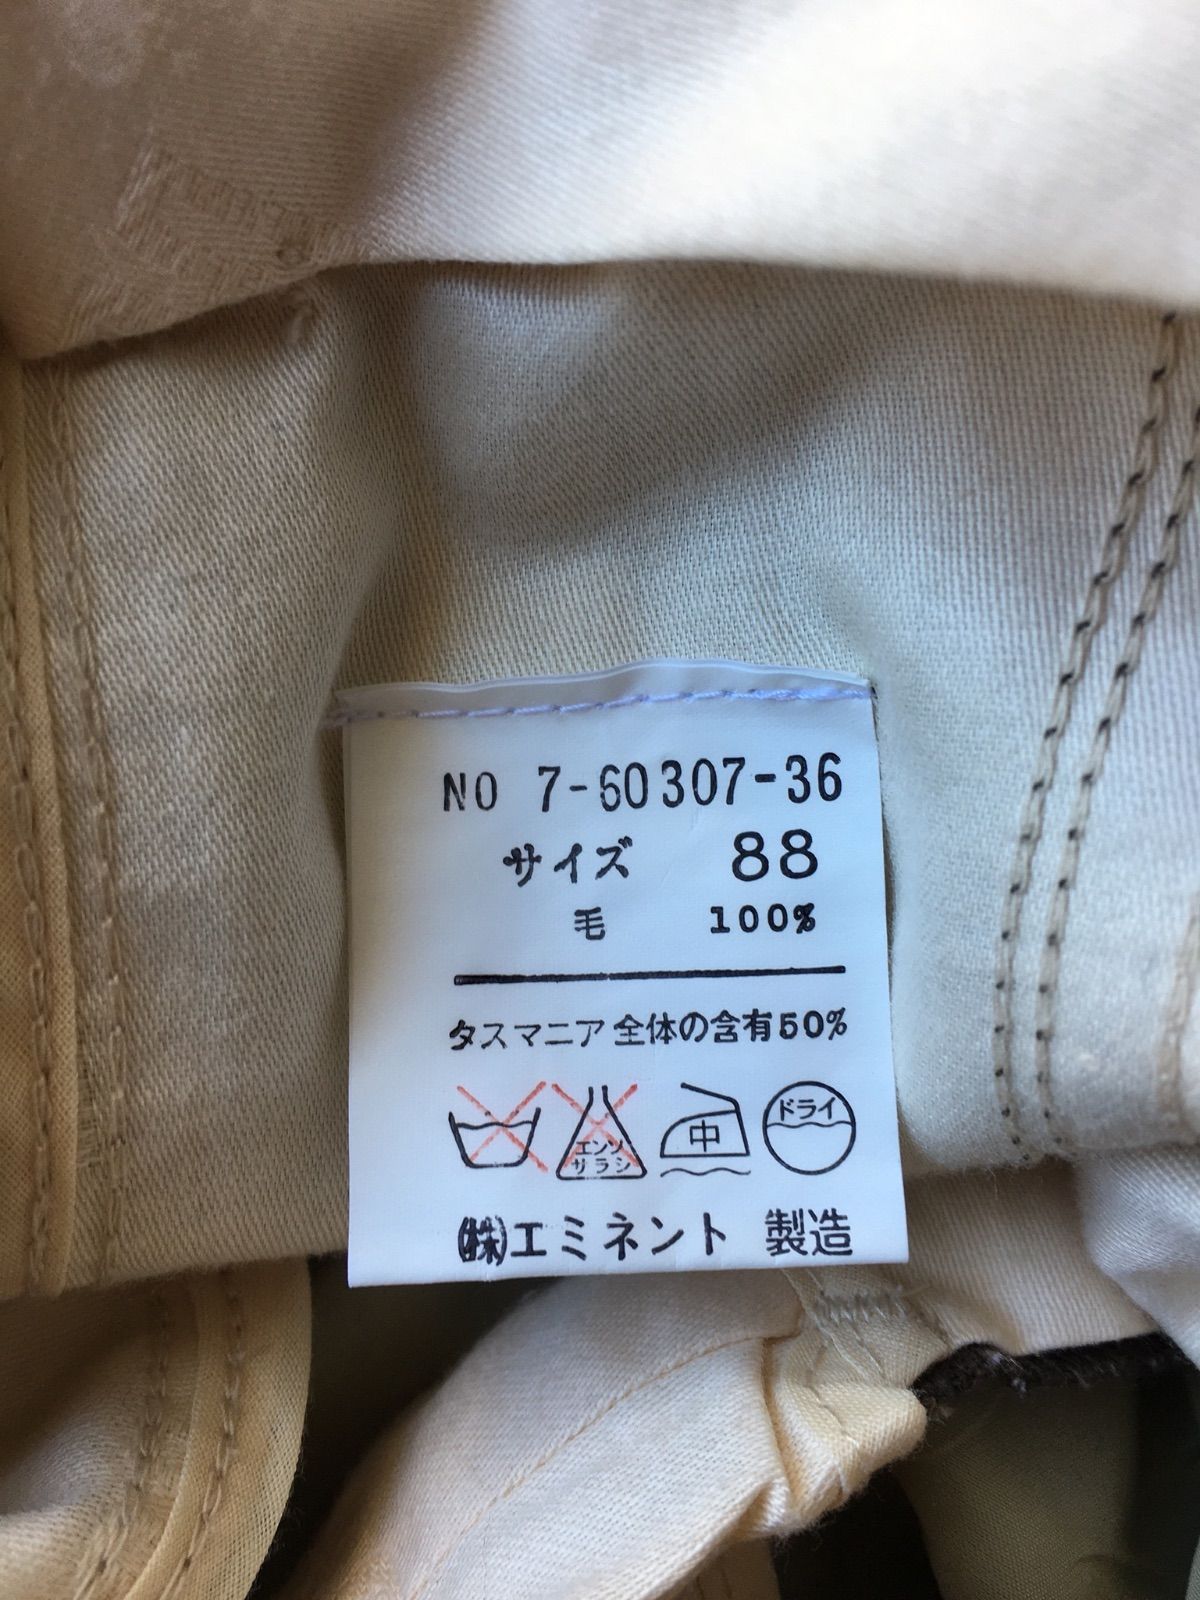 NO 7-60307-36
サイズ 88
毛 100%
タスマニア 全体の含有50%
エンソ
サラシ
中
ドライ
㈱エミネント 製造